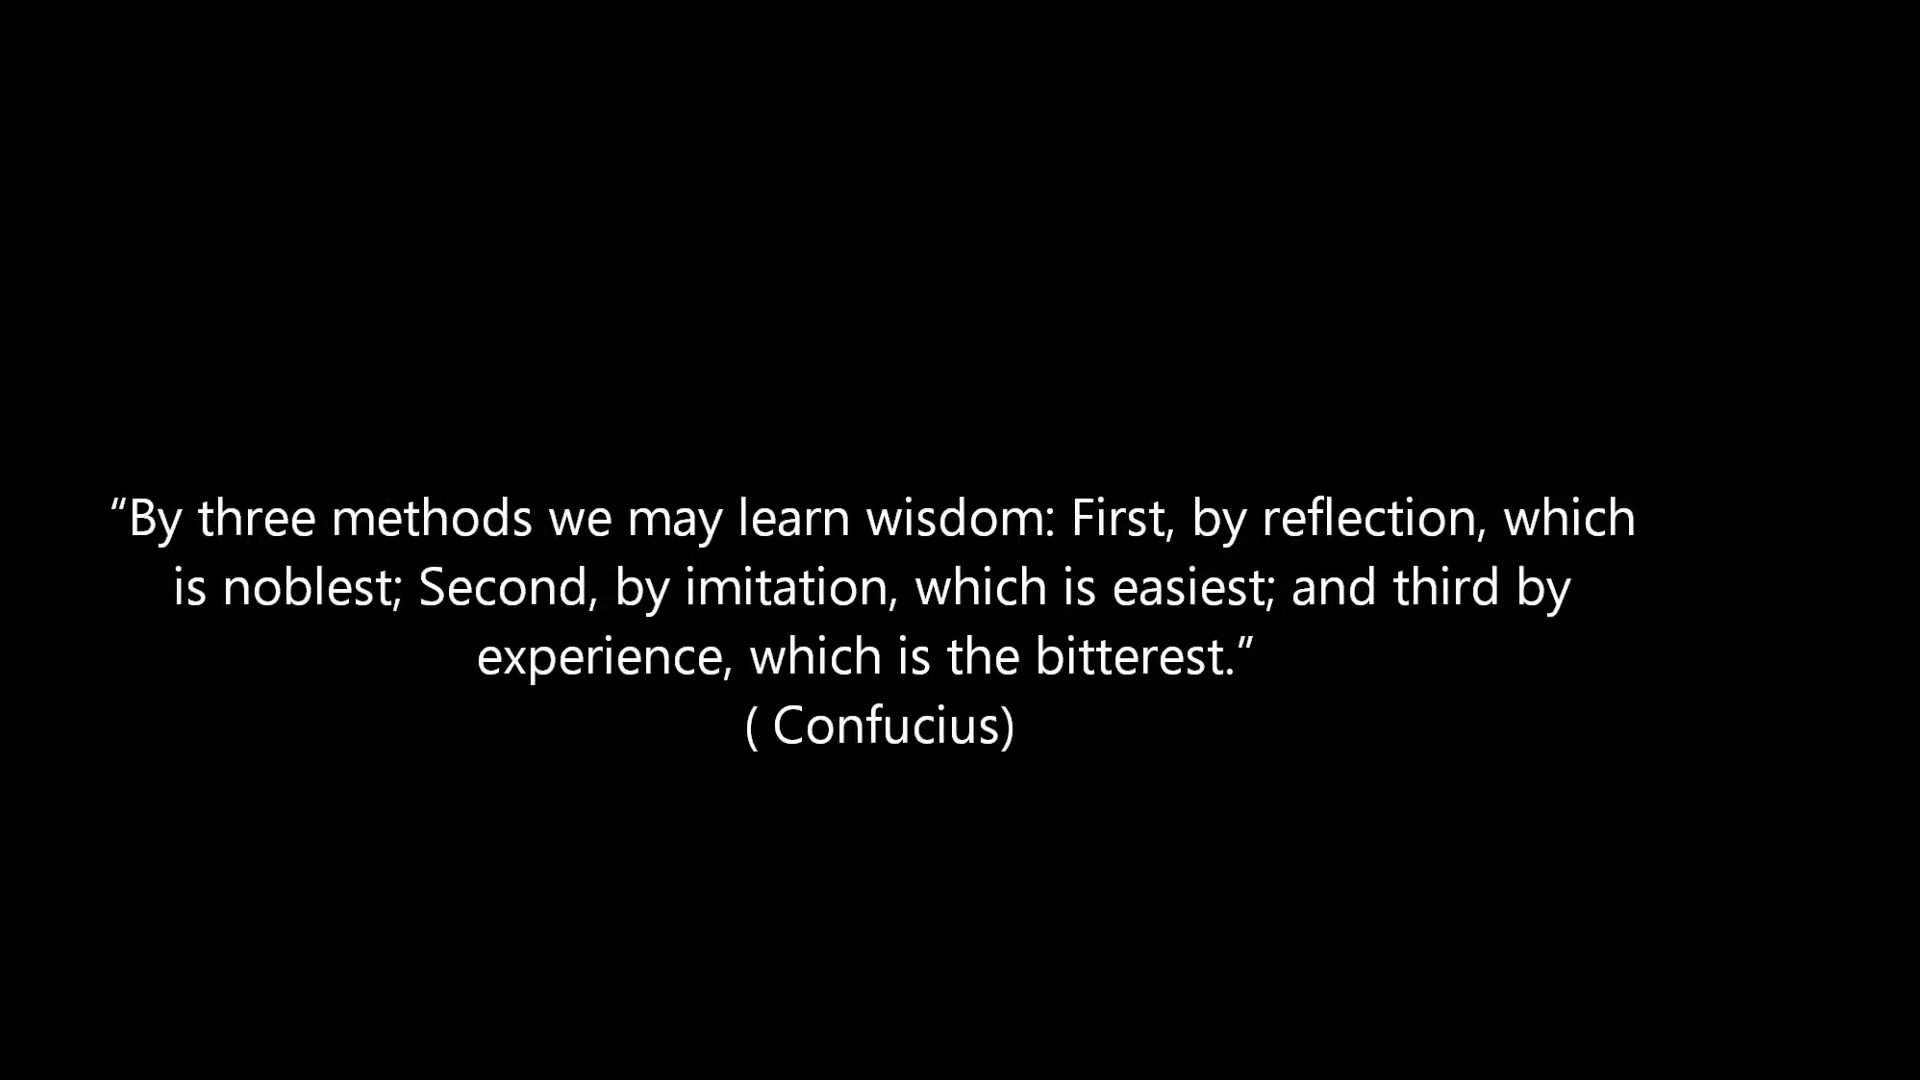 “By three methods we may learn wisdom: First, by reflection, which
is noblest; Second, by imitation, which is easiest; and third by
experience, which is the bitterest.”
( Confucius)